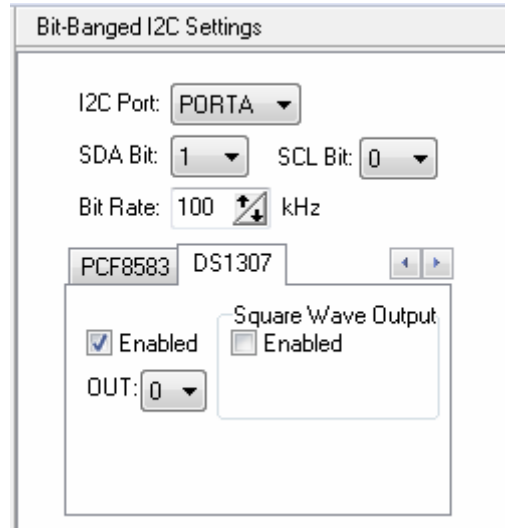 Bit-Banged I2C Settings
I2C Port: PORTA
SDA Bit: 1 SCL Bit: 0
Bit Rate: 100 kHz
PCF8583 DS1307
Square Wave Output
Enabled Enabled
OUT: 0